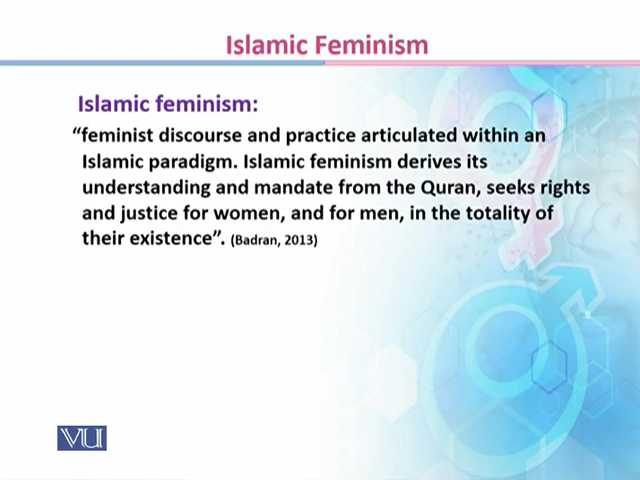 Islamic Feminism
Islamic feminism:
“feminist discourse and practice articulated within an
Islamic paradigm. Islamic feminism derives its
understanding and mandate from the Quran, seeks rights
and justice for women, and for men, in the totality of
their existence”. (Badran, 2013)
VU